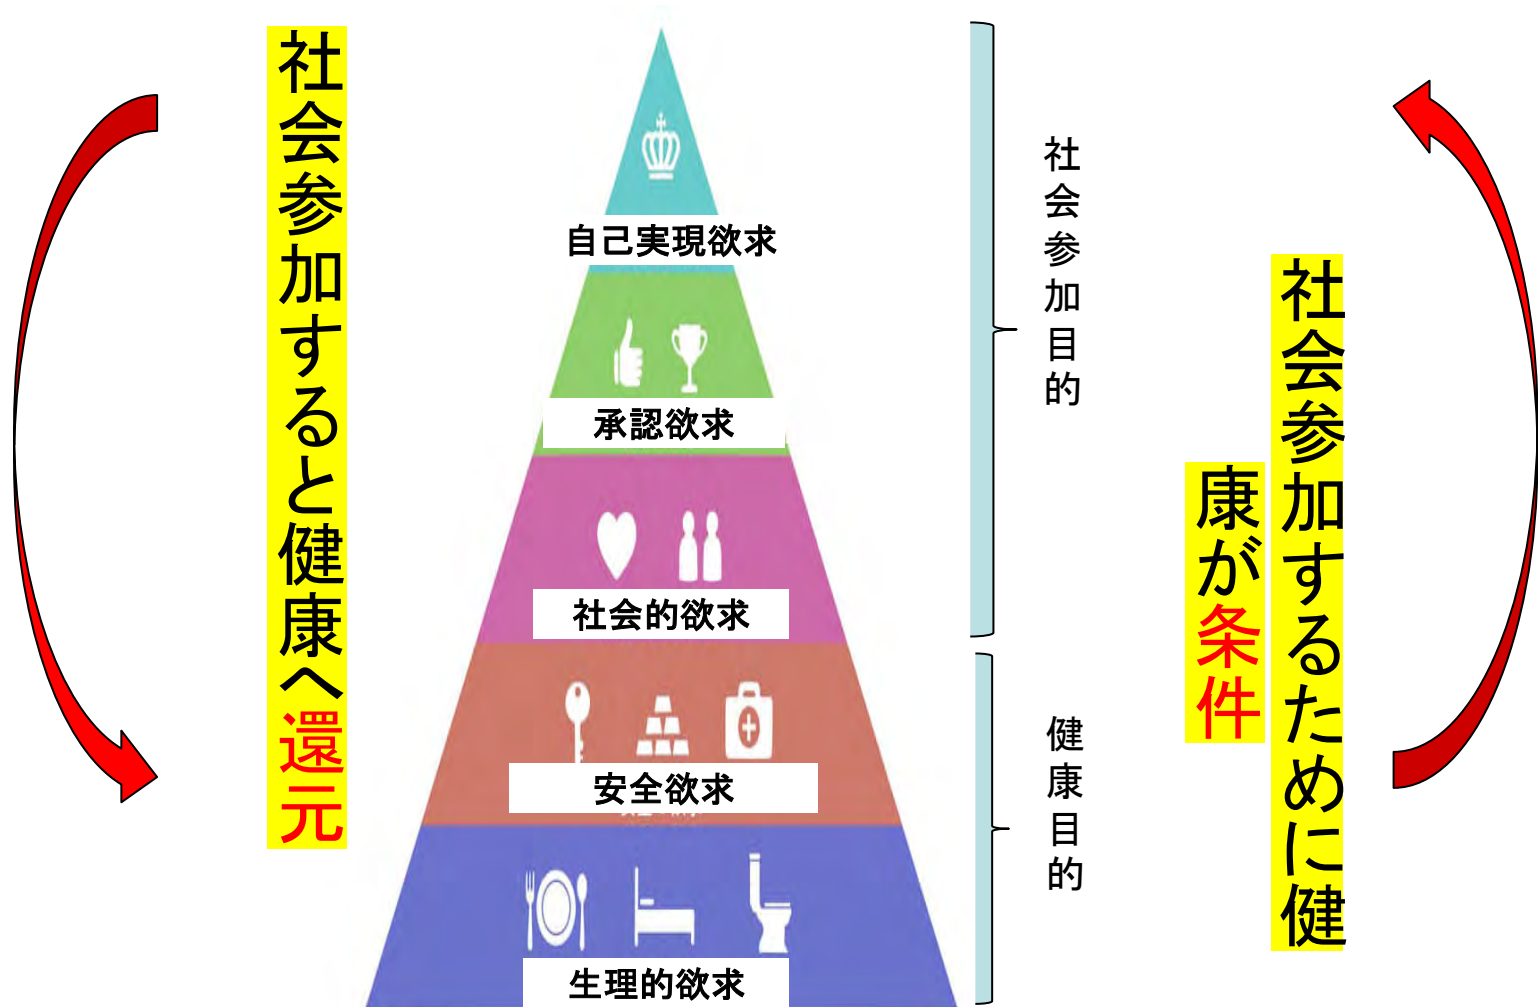 社会参加すると健康へ還元
自己実現欲求
承認欲求
社会的欲求
安全欲求
生理的欲求
社会参加目的
健康目的
社会参加するために健
康が条件